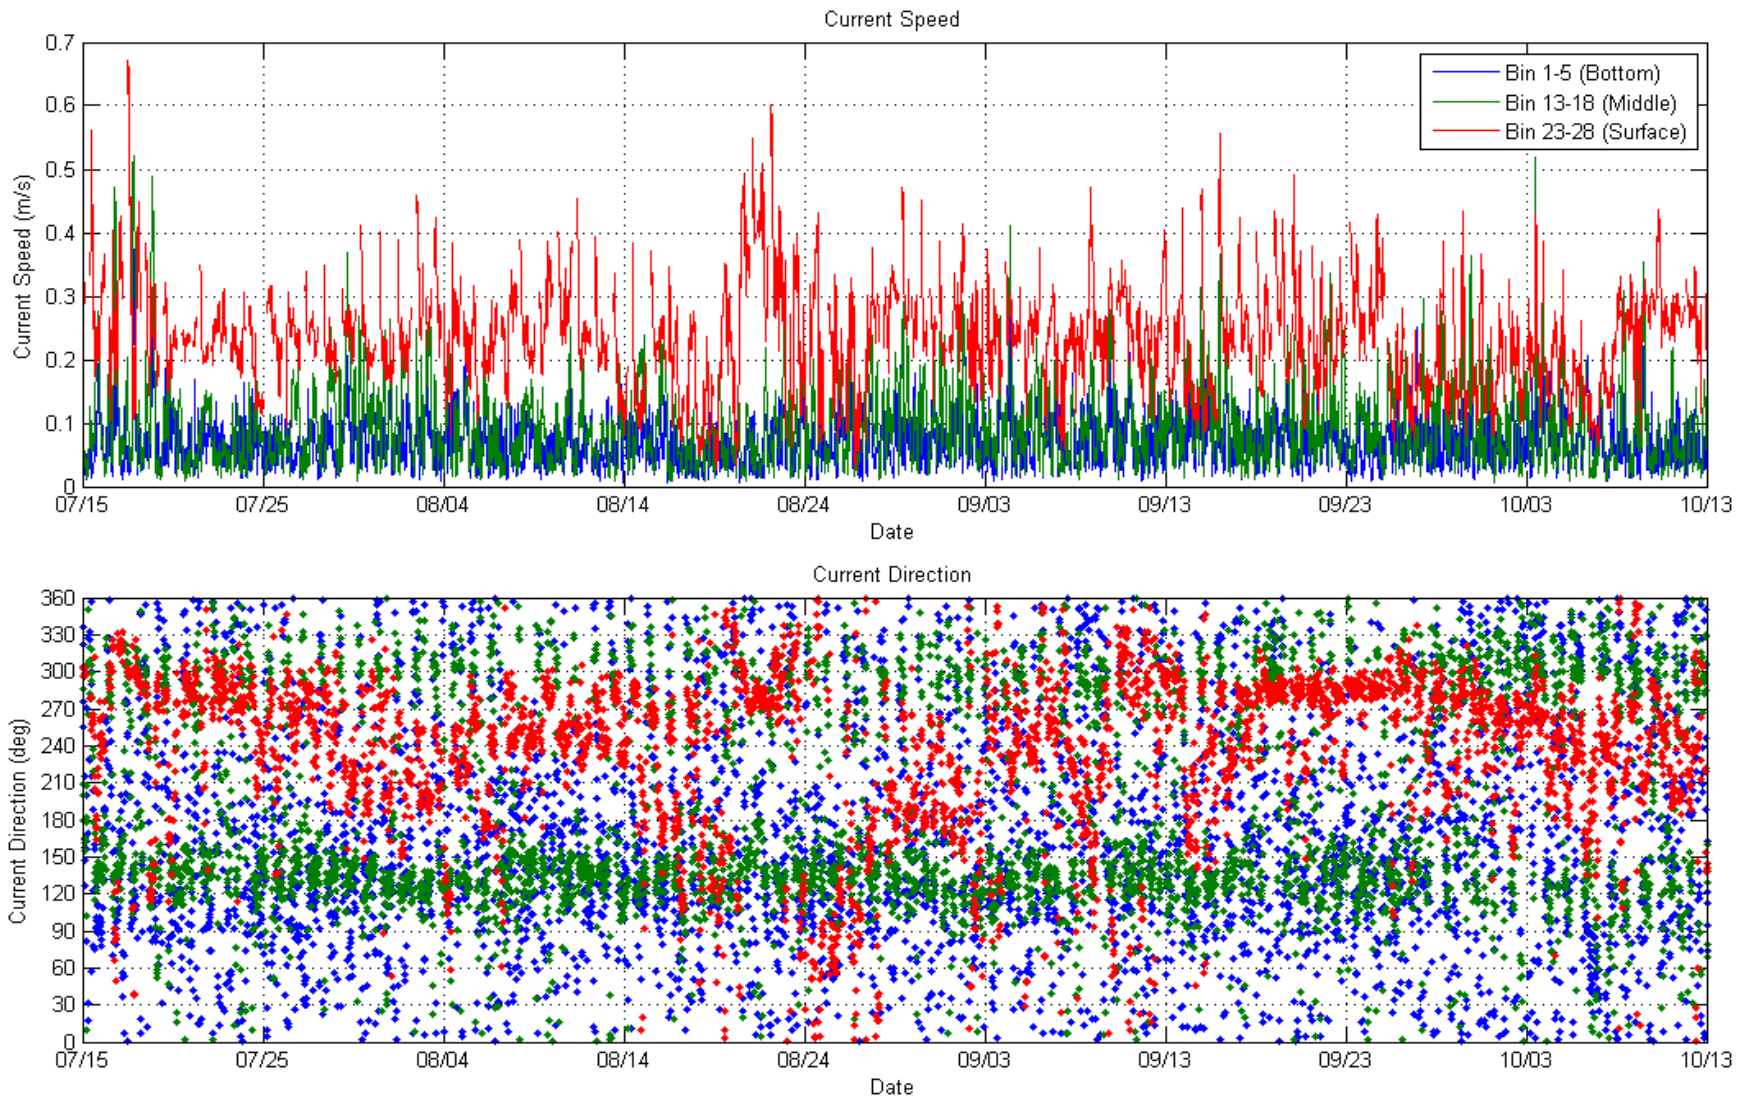 Current Speed
0.7
0.6
0.5
0.4
0.3
0.2
0.1
0
Current Speed (m/s)
Bin 1-5 (Bottom)
Bin 13-18 (Middle)
Bin 23-28 (Surface)
07/15 07/25 08/04 08/14 08/24 09/03 09/13 09/23 10/03 10/13
Date
Current Direction
360
330
300
270
240
210
180
150
120
90
60
30
0
Current Direction (deg)
07/15 07/25 08/04 08/14 08/24 09/03 09/13 09/23 10/03 10/13
Date